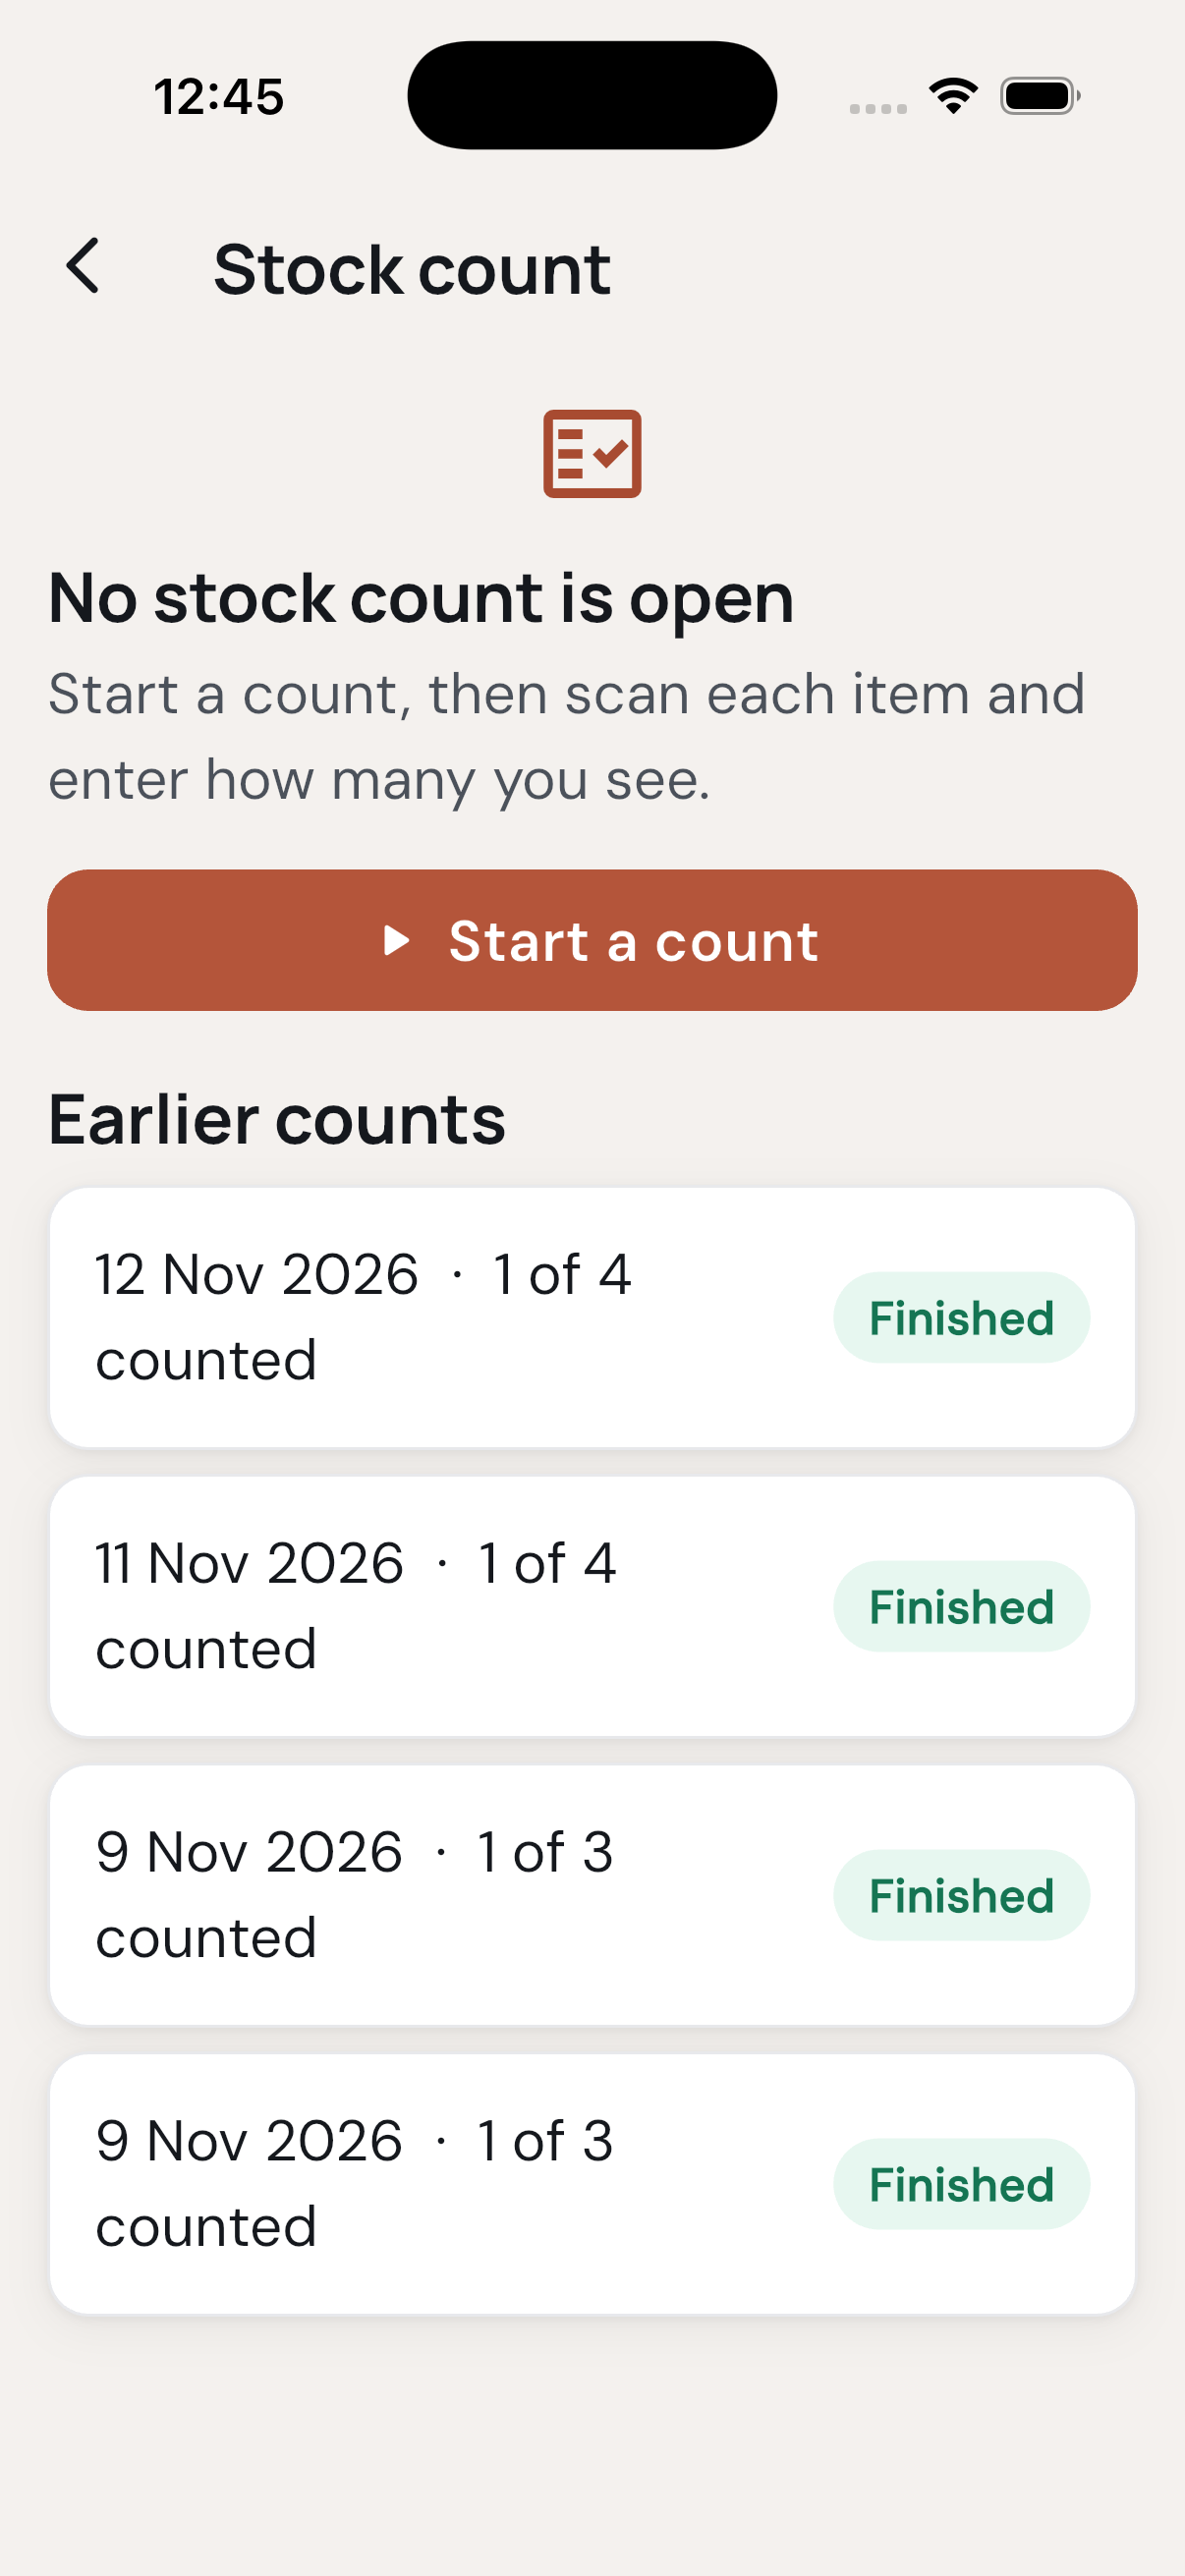 12:45
Stock count
No stock count is open
Start a count, then scan each item and
enter how many you see.
Start a count
Earlier counts
12 Nov 2026 · 1 of 4
counted
Finished
11 Nov 2026 · 1 of 4
counted
Finished
9 Nov 2026 · 1 of 3
counted
Finished
9 Nov 2026 · 1 of 3
counted
Finished